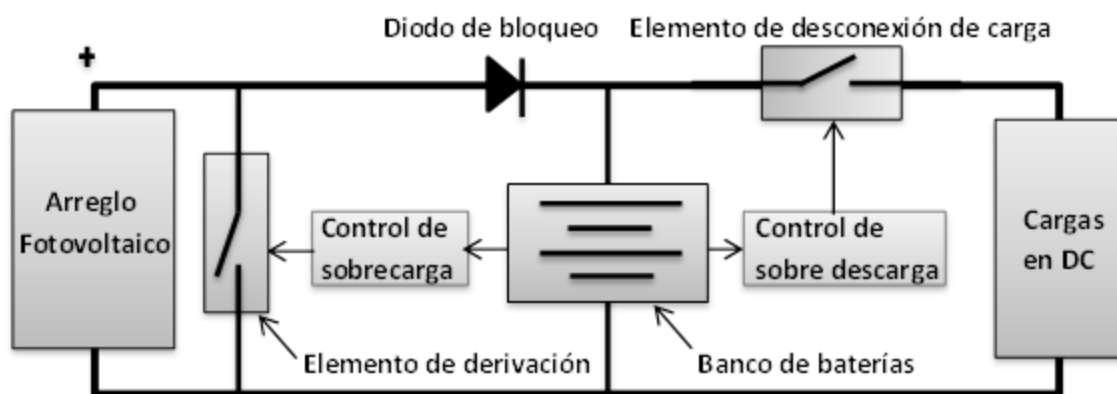 Diodo de bloqueo
Elemento de desconexión de carga
+
Arreglo
Fotovoltaico
Control de
sobrecarga
Control de
sobre descarga
Cargas
en DC
Elemento de derivación
Banco de baterías